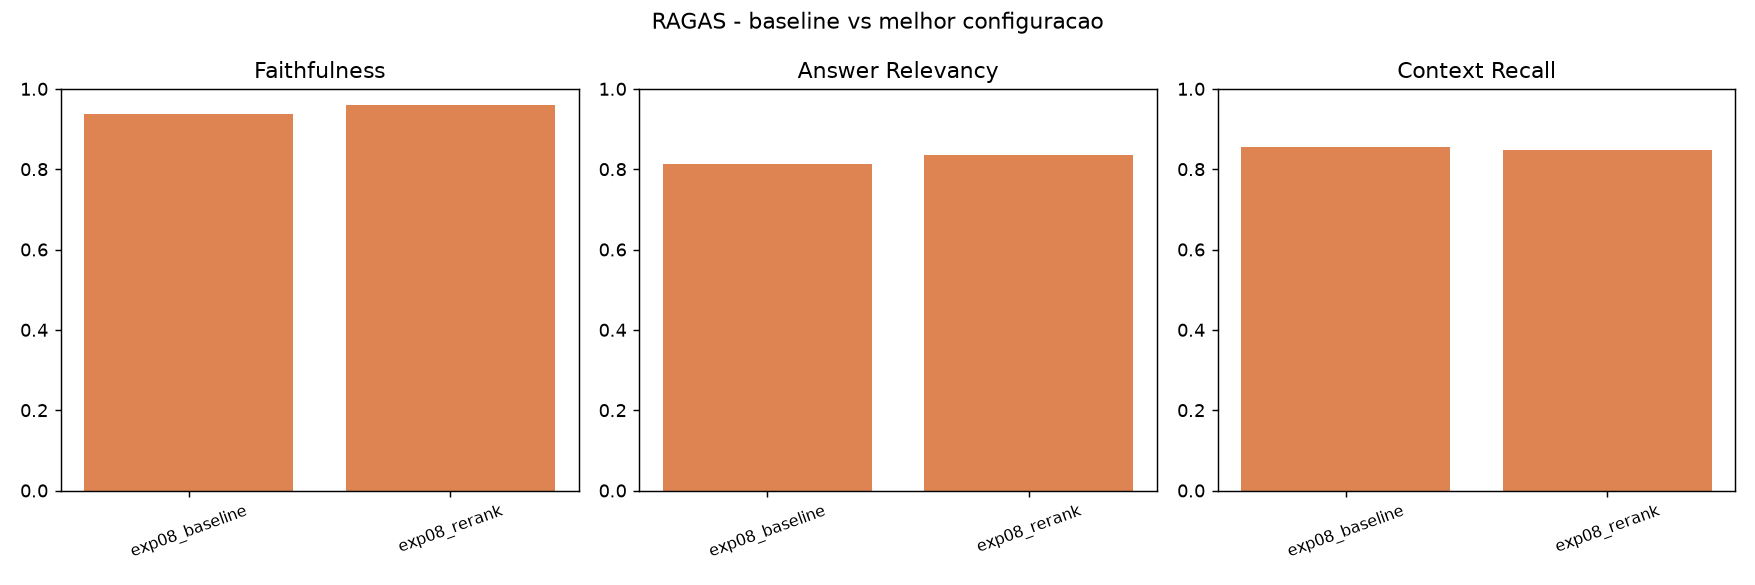 RAGAS - baseline vs melhor configuracao
Faithfulness
1.0
0.8
0.6
0.4
0.2
0.0
exp08_baseline
exp08_rerank
Answer Relevancy
1.0
0.8
0.6
0.4
0.2
0.0
exp08_baseline
exp08_rerank
Context Recall
1.0
0.8
0.6
0.4
0.2
0.0
exp08_baseline
exp08_rerank